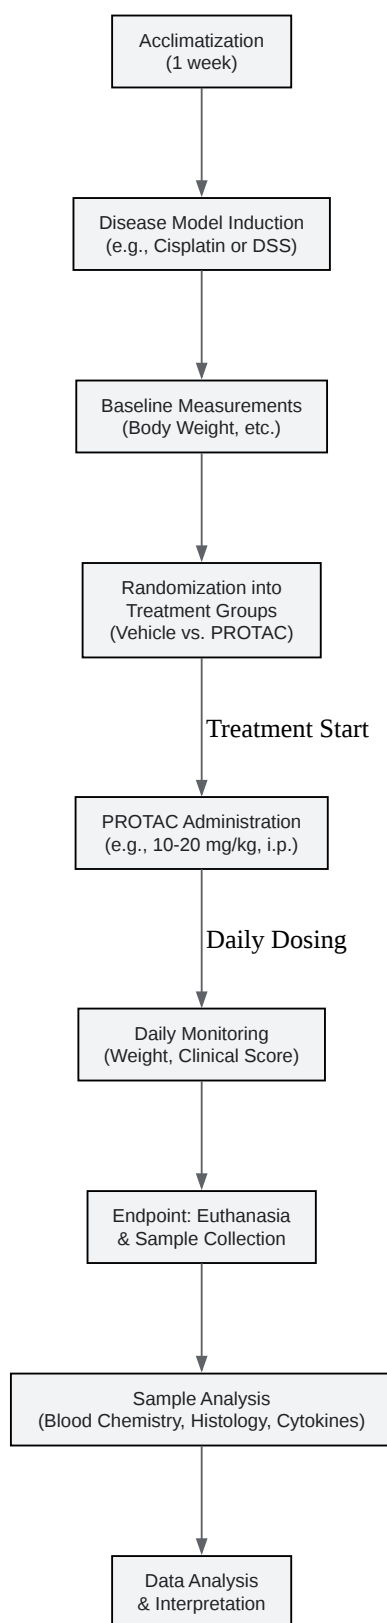 Acclimatization
(1 week)
Disease Model Induction
(e.g., Cisplatin or DSS)
Baseline Measurements
(Body Weight, etc.)
Randomization into
Treatment Groups
(Vehicle vs. PROTAC)
Treatment Start
PROTAC Administration
(e.g., 10-20 mg/kg, i.p.)
Daily Dosing
Daily Monitoring
(Weight, Clinical Score)
Endpoint: Euthanasia
& Sample Collection
Sample Analysis
(Blood Chemistry, Histology, Cytokines)
Data Analysis
& Interpretation